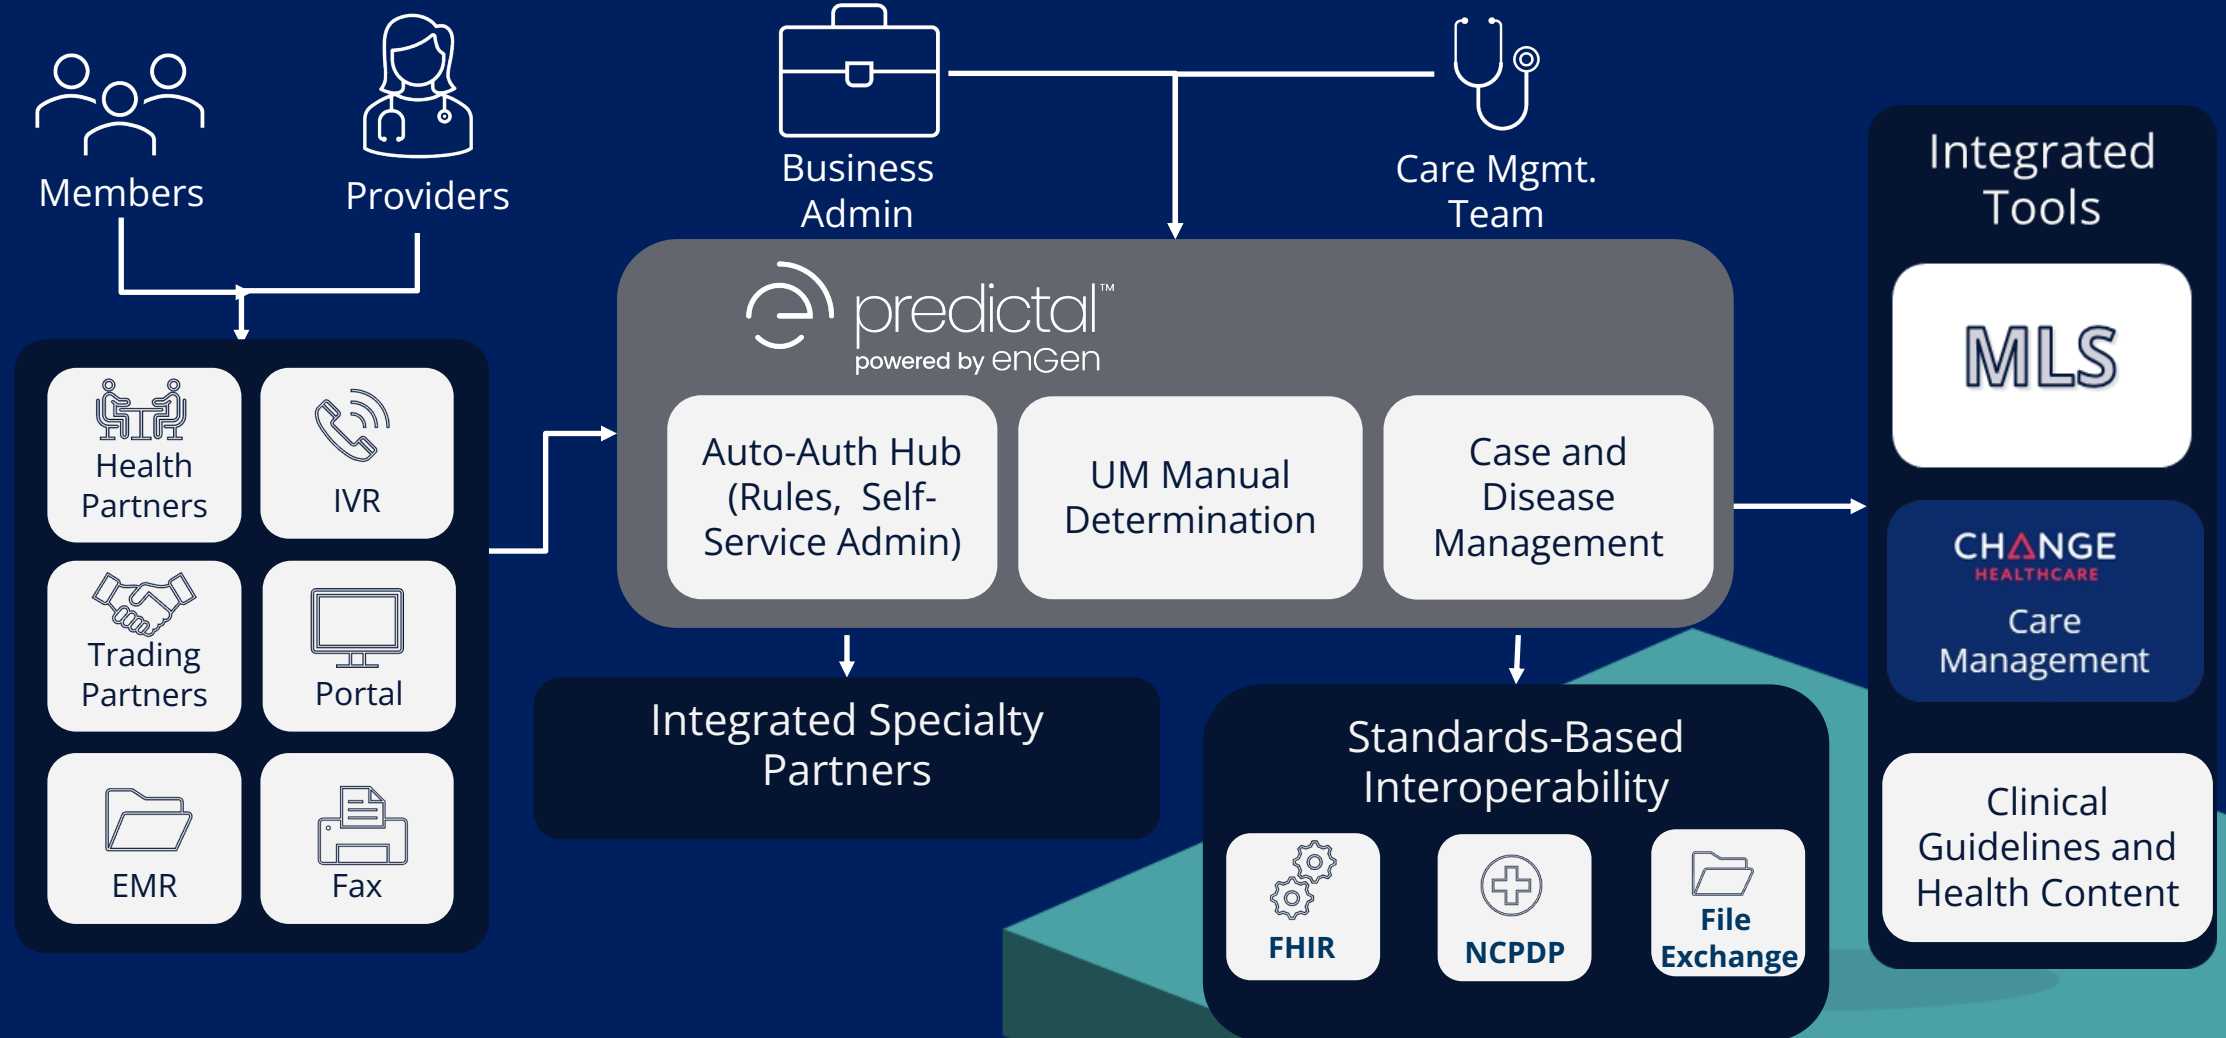 Members
Providers
Business
Admin
Care Mgmt.
Team
predictal™
powered by enGen
Auto-Auth Hub
(Rules, Self-
Service Admin)
UM Manual
Determination
Case and
Disease
Management
Health
Partners
IVR
Trading
Partners
Portal
EMR
Fax
Integrated Specialty
Partners
Standards-Based
Interoperability
FHIR
NCPDP
File
Exchange
Integrated
Tools
MLS
CHANGE
HEALTHCARE
Care
Management
Clinical
Guidelines and
Health Content